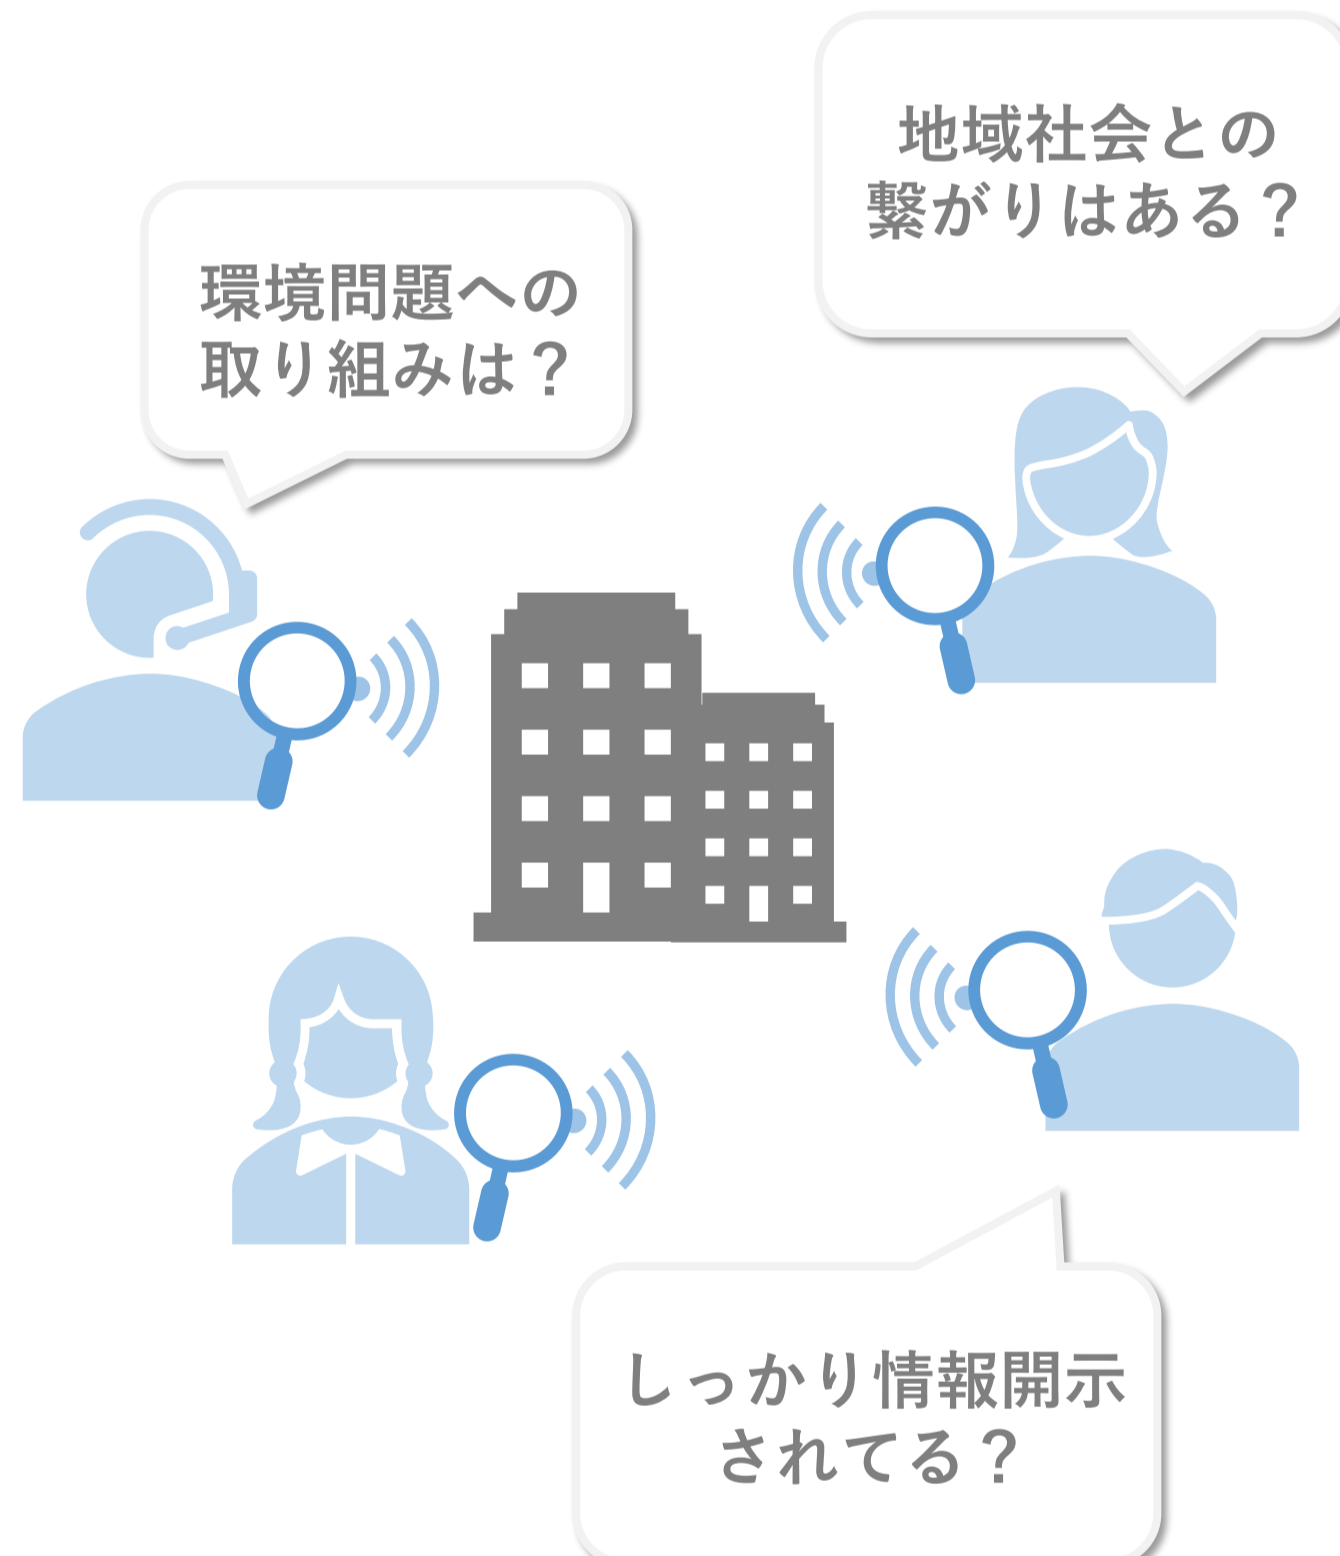 環境問題への
取り組みは？
地域社会との
繋がりはある？
しっかり情報開示
されてる？